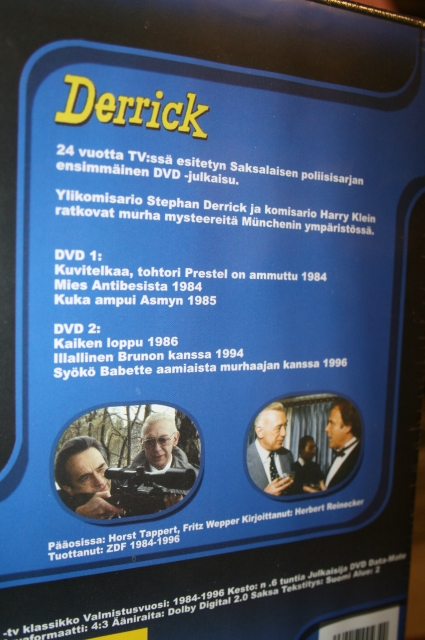 Derrick
24 vuotta TV:ssä esitetyn Saksalaisen poliisisarjan
ensimmäinen DVD -julkaisu.
Ylikomisario Stephan Derrick ja komisario Harry Klein
ratkovat murha mysteereitä Münchenin ympäristössä.
DVD 1:
Kuvitelkaa, tohtori Prestel on ammuttu 1984
Mies Antibesista 1984
Kuka ampui Asmyn 1985
DVD 2:
Kaiken loppu 1986
Illallinen Brunon kanssa 1994
Syökö Babette aamiaista murhaajan kanssa 1996
Pääosissa: Horst Tappert, Fritz Wepper Kirjoittanut: Herbert Reinecker
Tuottanut: ZDF 1984-1996
-tv klassikko Valmistusvuosi: 1984-1996 Kesto: n .6 tuntia Julkaisija DVD Data-Mate
4:3 Ääniraita: Dolby Digital 2.0 Saksa Tekstitys: Suomi Alue: 2